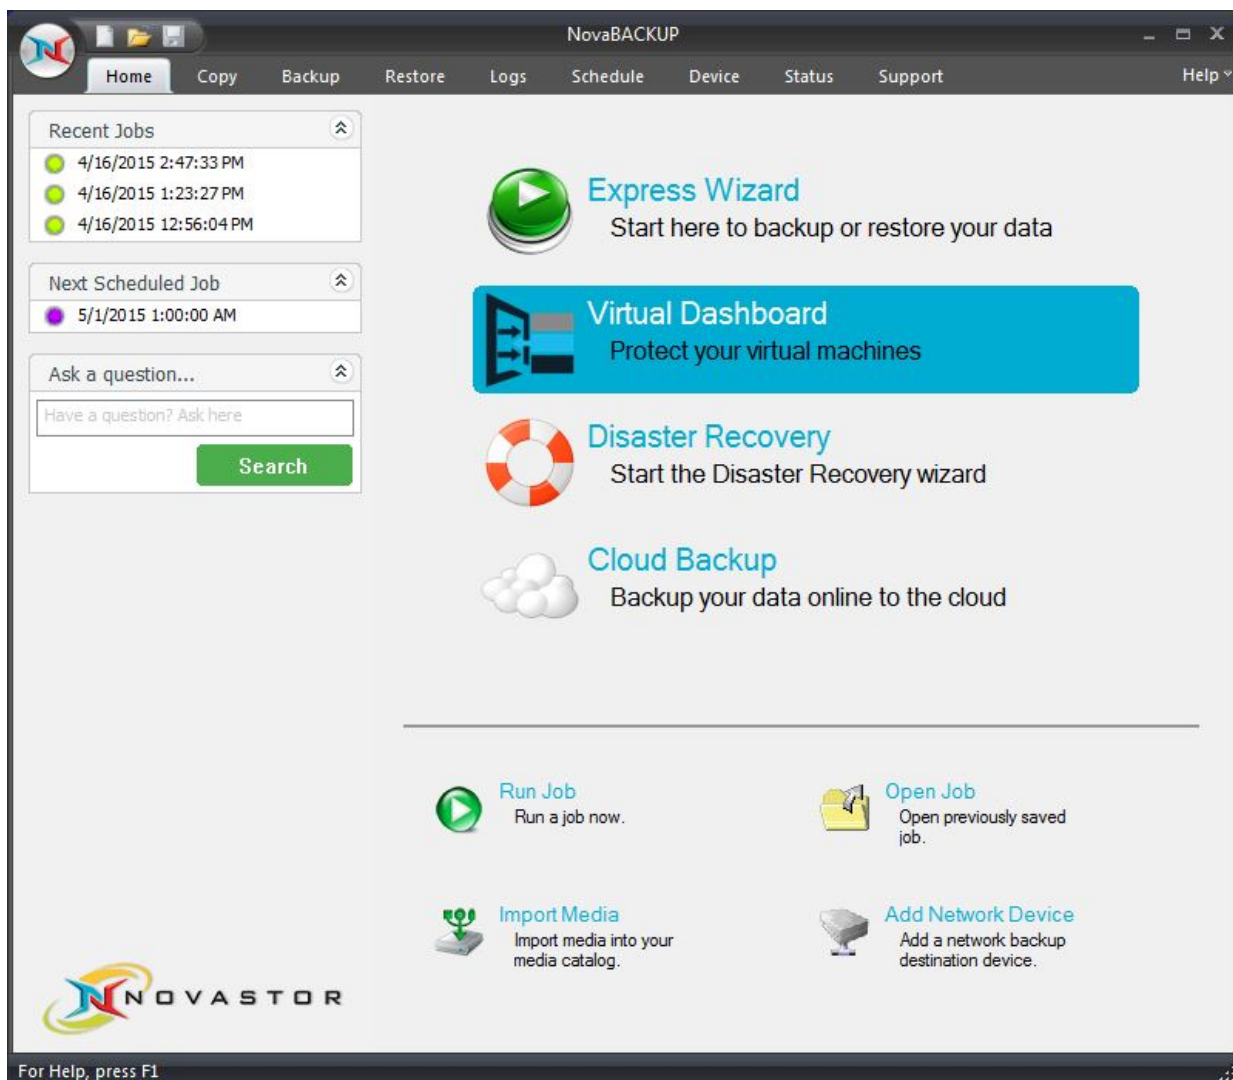 NovaBACKUP
Home Copy Backup Restore Logs Schedule Device Status Support Help
Recent Jobs
4/16/2015 2:47:33 PM
4/16/2015 1:23:27 PM
4/16/2015 12:56:04 PM
Next Scheduled Job
5/1/2015 1:00:00 AM
Ask a question...
Have a question? Ask here
Search
Express Wizard
Start here to backup or restore your data
Virtual Dashboard
Protect your virtual machines
Disaster Recovery
Start the Disaster Recovery wizard
Cloud Backup
Backup your data online to the cloud
Run Job
Run a job now.
Open Job
Open previously saved
job.
Import Media
Import media into your
media catalog.
Add Network Device
Add a network backup
destination device.
NOVASTOR
For Help, press F1